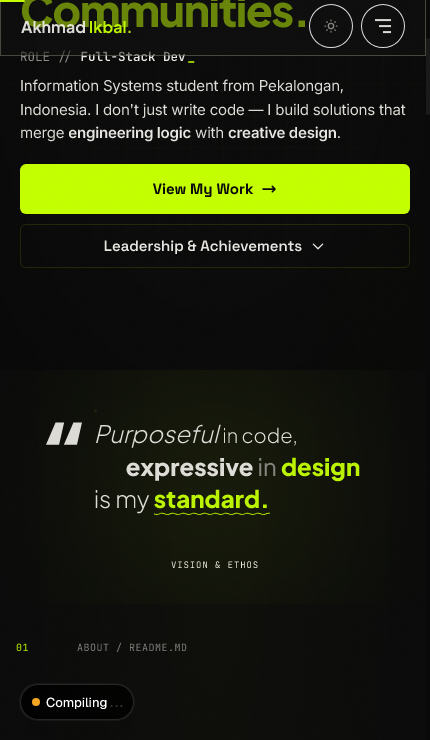 Communities.
Akhmad Ikbal.
ROLE // Full-Stack Dev_
Information Systems student from Pekalongan,
Indonesia. I don't just write code — I build solutions that
merge engineering logic with creative design.
View My Work →
Leadership & Achievements
"Purposeful in code,
expressive in design
is my standard.
VISION & ETHOS
01 ABOUT / README.MD
Compiling ...